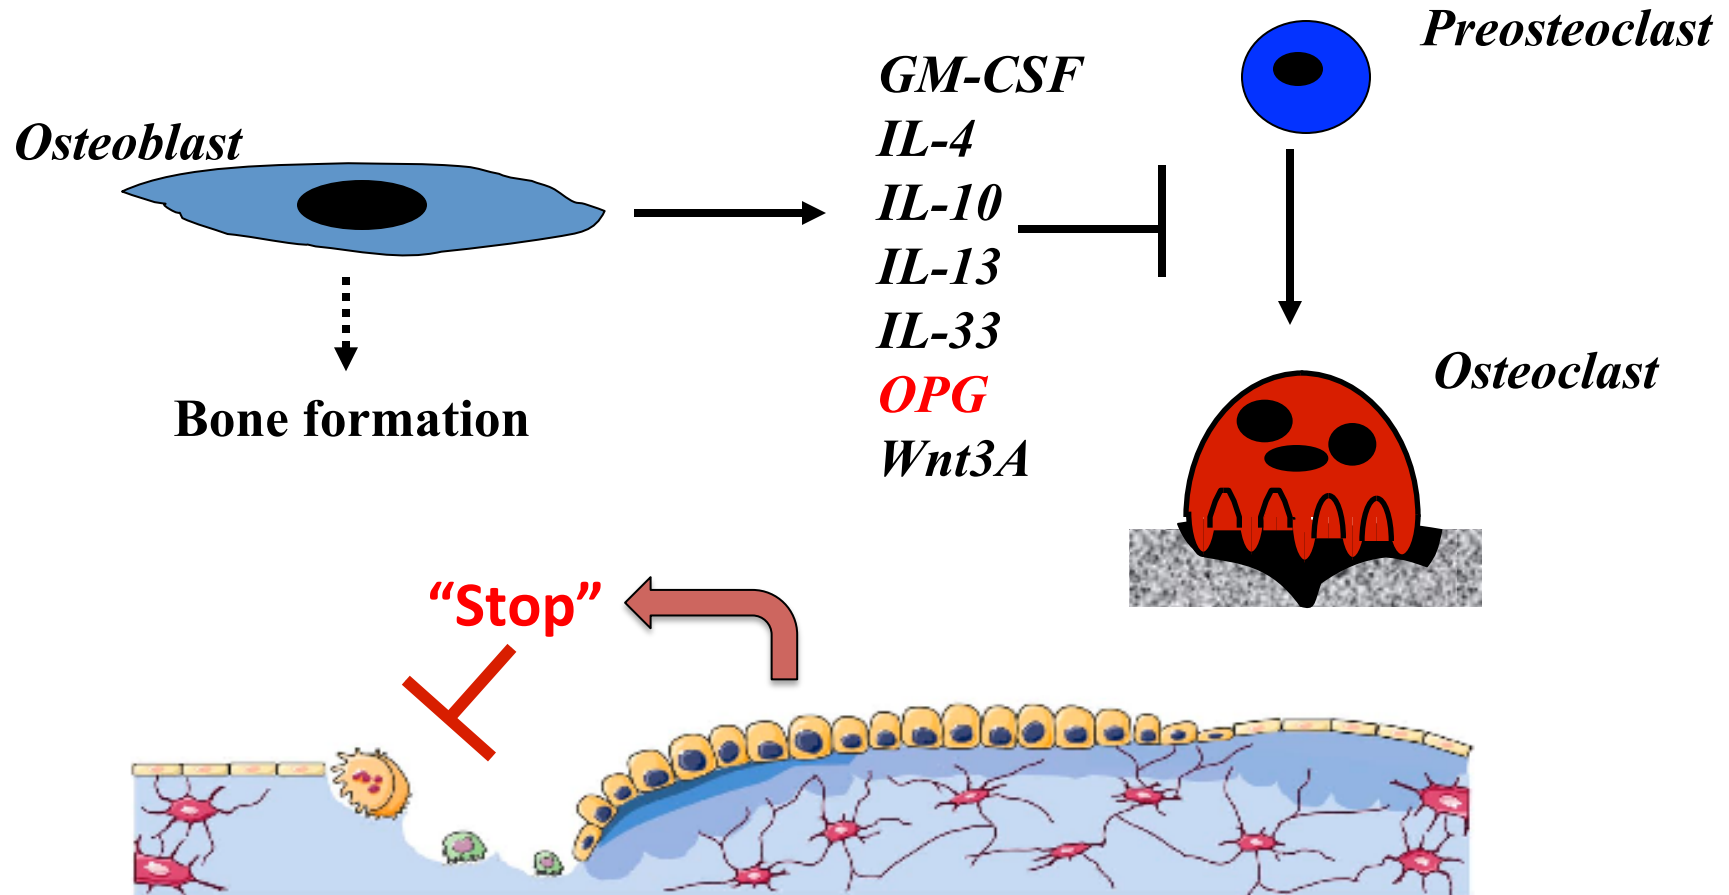 Preosteoclast
Osteoblast
GM-CSF
IL-4
IL-10
IL-13
IL-33
OPG
Wnt3A
Bone formation
Osteoclast
“Stop”